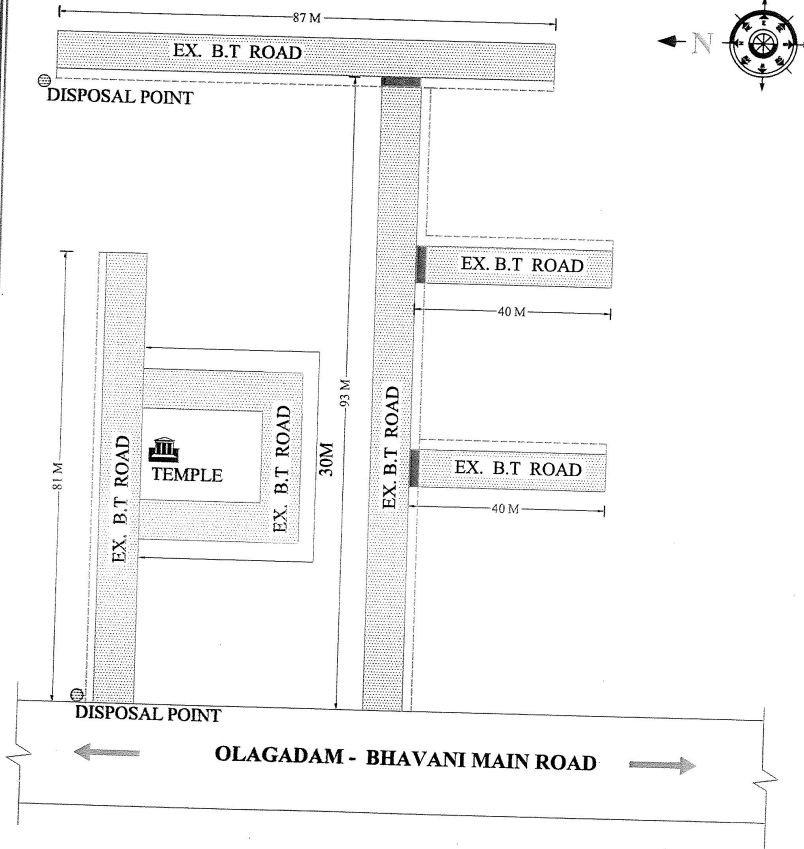 87 M
EX. B.T ROAD
N
DISPOSAL POINT
EX. B.T ROAD
40 M
93 M
EX. B.T ROAD
81 M
EX. B.T ROAD
TEMPLE
EX. B.T ROAD
30M
EX. B.T ROAD
40 M
DISPOSAL POINT
OLAGADAM - BHAVANI MAIN ROAD